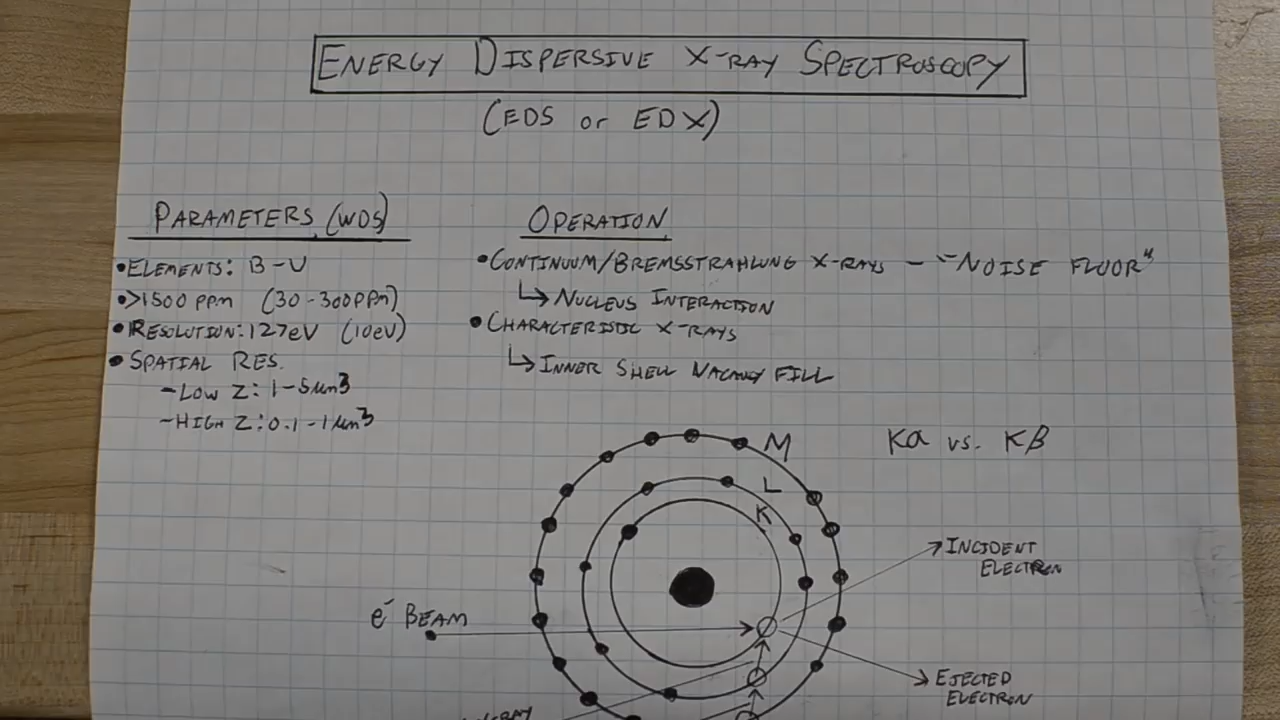 ENERGY DISPERSIVE X-RAY SPECTROSCOPY
(EDS or EDX)
PARAMETERS (WDS)
•ELEMENTS: B-U
•>1500 ppm (30-300ppm)
•RESOLUTION: 127eV (10eV)
•SPATIAL RES.
-LOW Z: 1-5µm³
-HIGH Z: 0.1-1µm³
OPERATION
•CONTINUUM/BREMSSTRAHLUNG X-RAYS - "NOISE FLUOR"
↳NUCLEUS INTERACTION
•CHARACTERISTIC X-RAYS
↳INNER SHELL VACANCY FILL
Kα vs. Kβ
M
L
K
INCIDENT
ELECTRON
e⁻ BEAM
EJECTED
ELECTRON